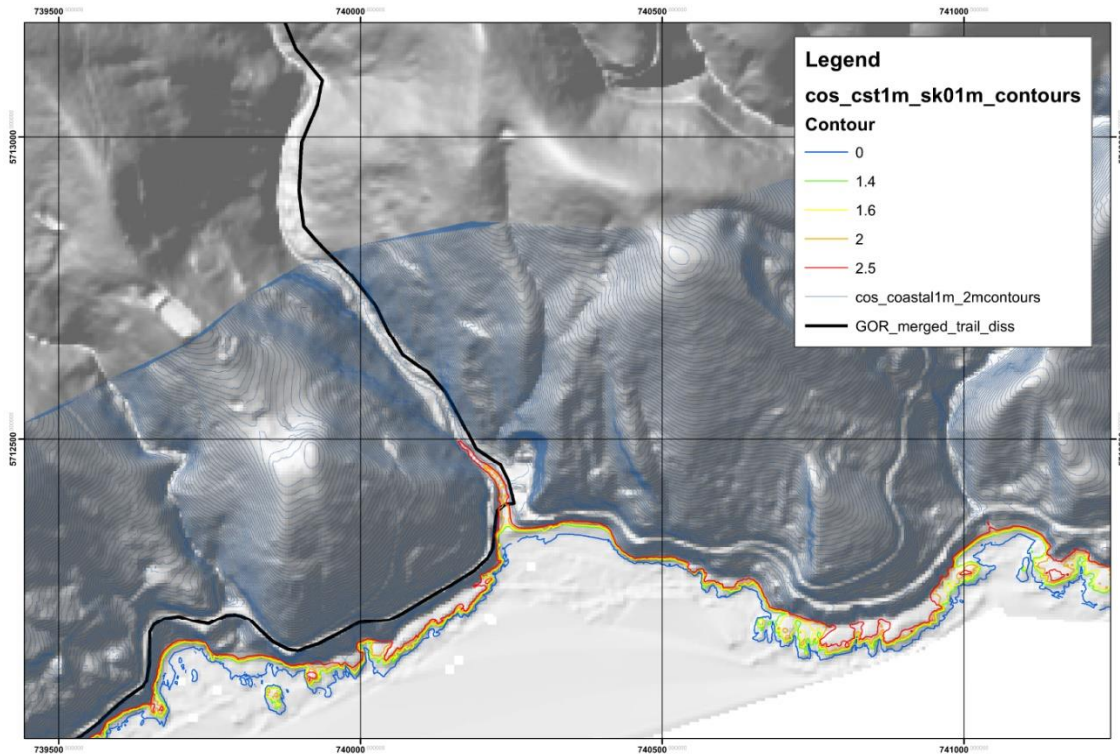 739500 740000 740500 741000
Legend
cos_cst1m_sk01m_contours
Contour
0
1.4
1.6
2
2.5
cos_coastal1m_2mcontours
GOR_merged_trail_diss
5713000
5712500
739500 740000 740500 741000